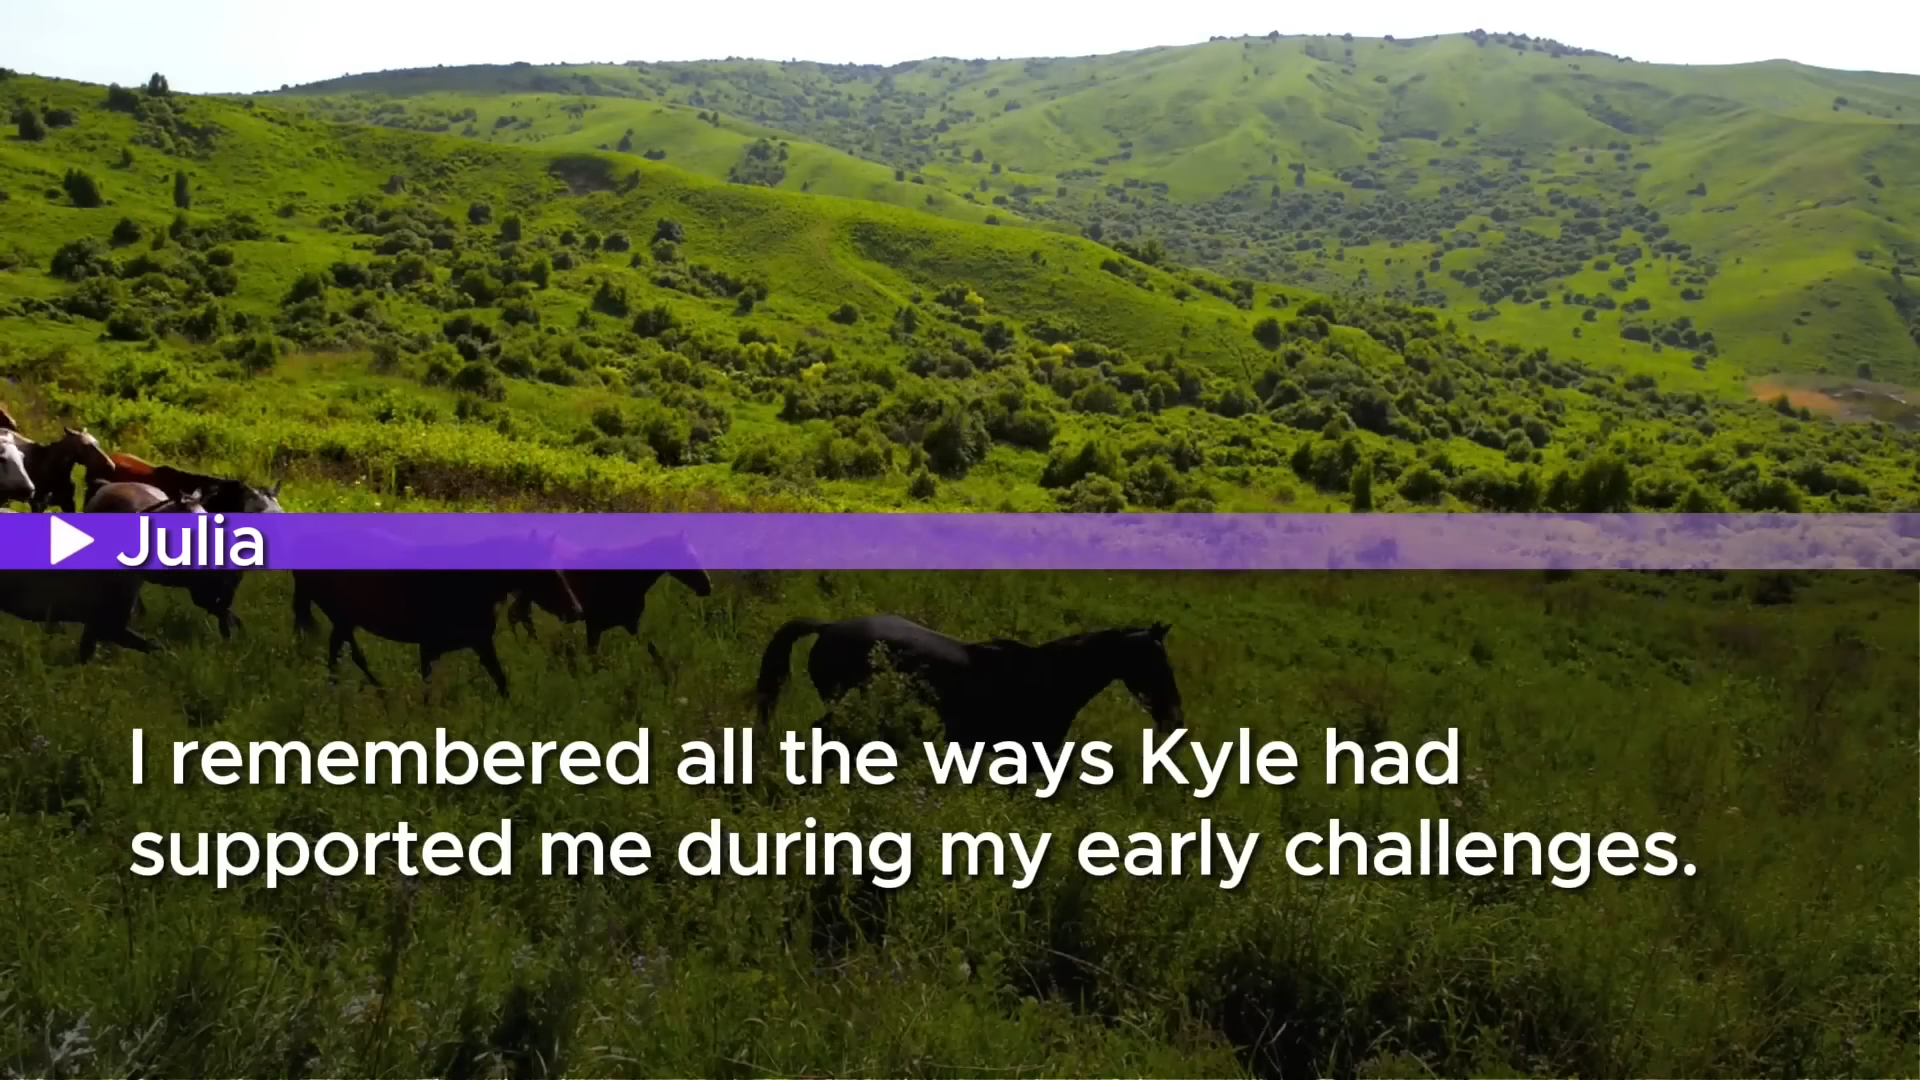 Julia
I remembered all the ways Kyle had
supported me during my early challenges.